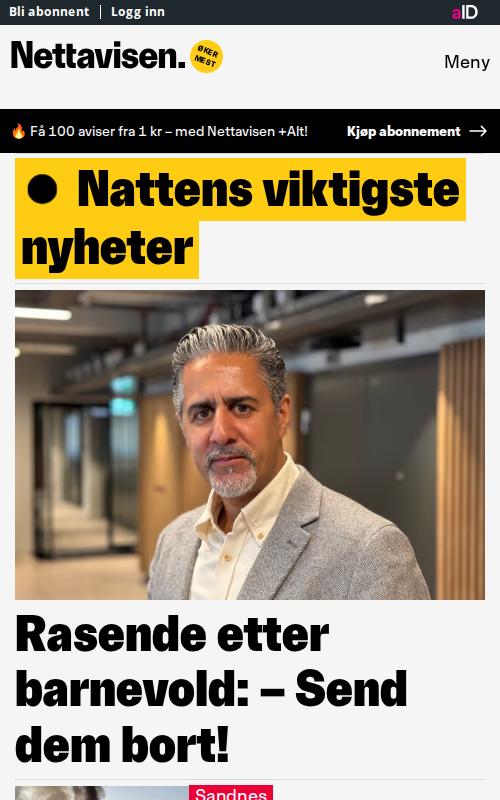 Bli abonnent | Logg inn
aID
Nettavisen.
ØKER
MEST
Meny
🔥 Få 100 aviser fra 1 kr – med Nettavisen +Alt!
Kjøp abonnement →
Nattens viktigste
nyheter
Rasende etter
barnevold: – Send
dem bort!
Sandnes